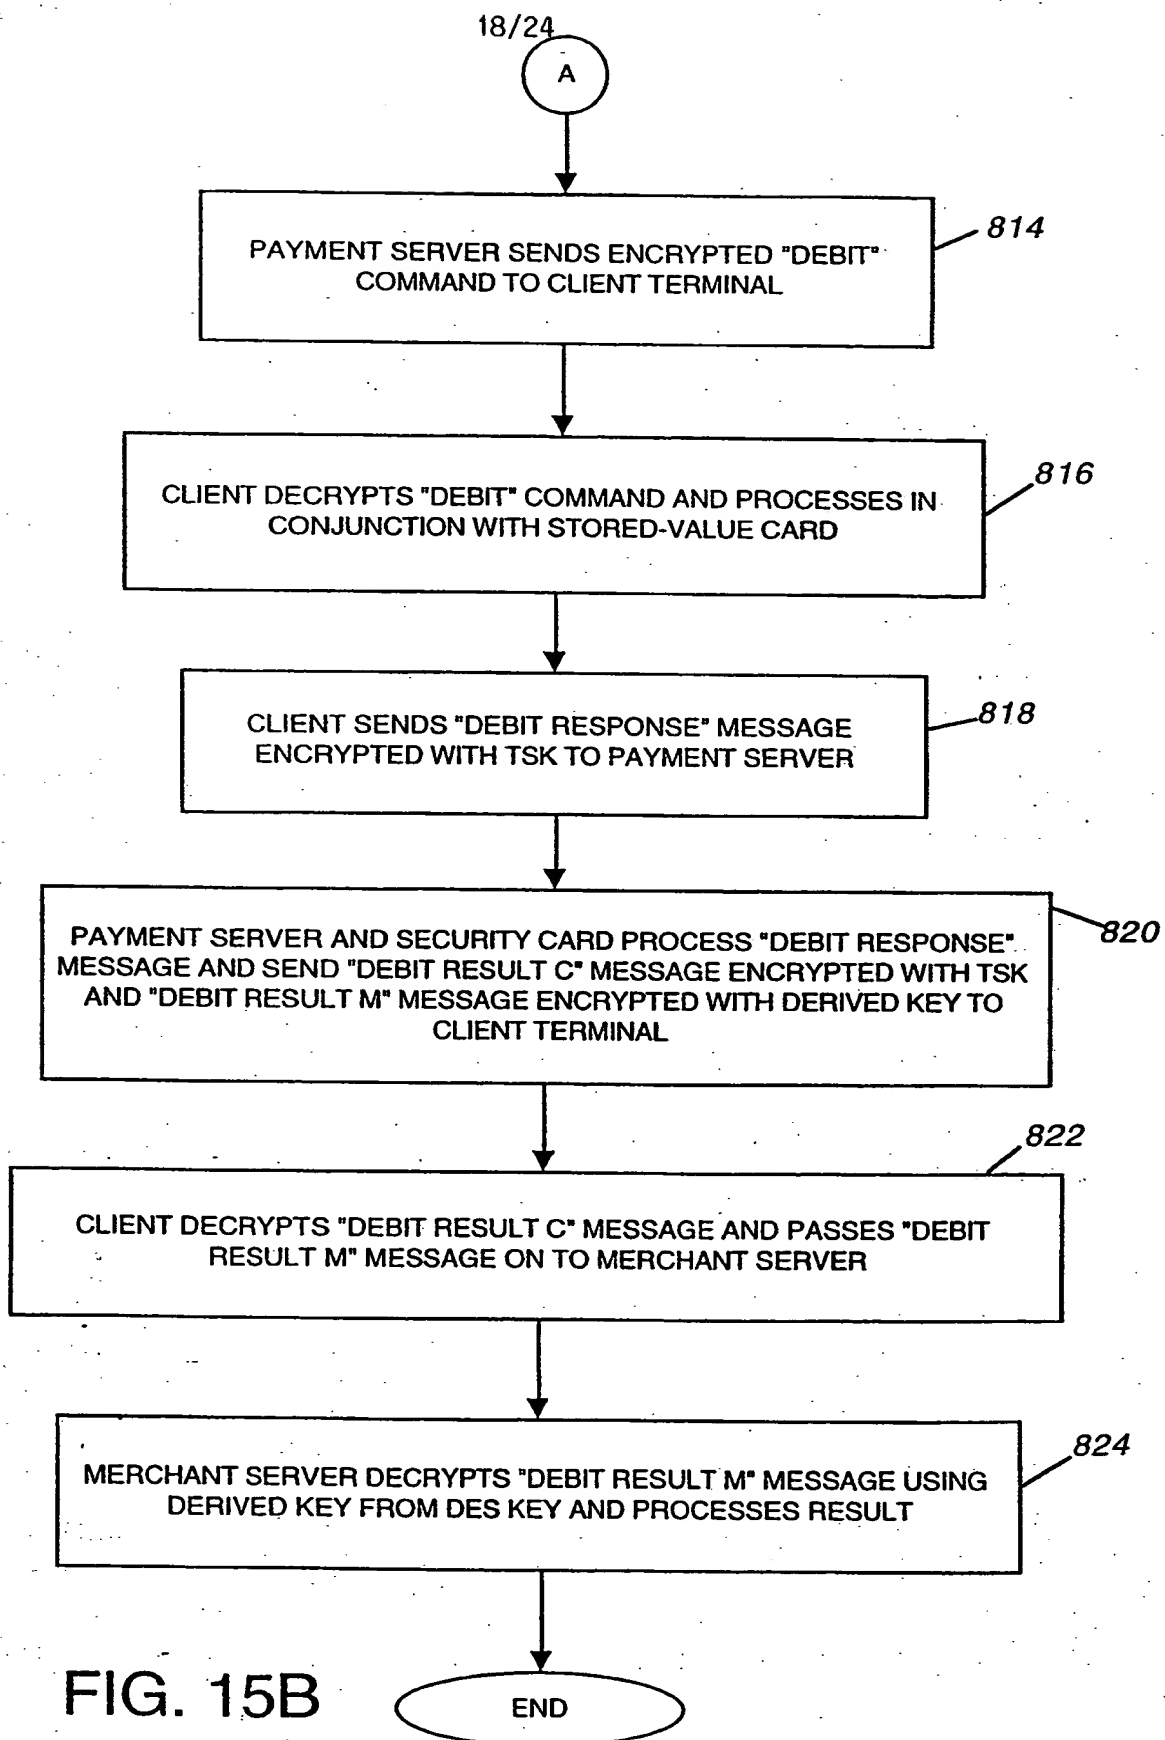 18/24
A
PAYMENT SERVER SENDS ENCRYPTED "DEBIT"
COMMAND TO CLIENT TERMINAL
814
CLIENT DECRYPTS "DEBIT" COMMAND AND PROCESSES IN
CONJUNCTION WITH STORED-VALUE CARD
816
CLIENT SENDS "DEBIT RESPONSE" MESSAGE
ENCRYPTED WITH TSK TO PAYMENT SERVER
818
PAYMENT SERVER AND SECURITY CARD PROCESS "DEBIT RESPONSE"
MESSAGE AND SEND "DEBIT RESULT C" MESSAGE ENCRYPTED WITH TSK
AND "DEBIT RESULT M" MESSAGE ENCRYPTED WITH DERIVED KEY TO
CLIENT TERMINAL
820
822
CLIENT DECRYPTS "DEBIT RESULT C" MESSAGE AND PASSES "DEBIT
RESULT M" MESSAGE ON TO MERCHANT SERVER
824
MERCHANT SERVER DECRYPTS "DEBIT RESULT M" MESSAGE USING
DERIVED KEY FROM DES KEY AND PROCESSES RESULT
FIG. 15B
END